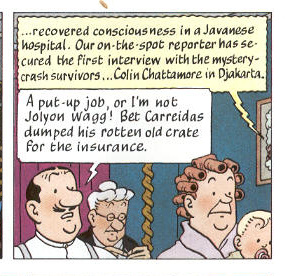 ...recovered consciousness in a Javanese
hospital. Our on-the-spot reporter has se-
cured the first interview with the mystery-
crash survivors...Colin Chattamore in Djakarta.
A put-up job, or I'm not
Jolyon Wagg! Bet Carreidas
dumped his rotten old crate
for the insurance.